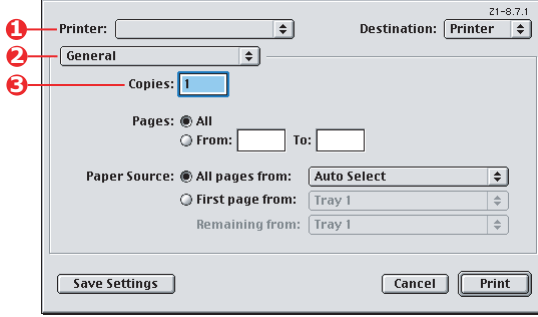 Z1-8.7.1
1 Printer: Destination: Printer
2 General
3 Copies: 1
Pages: All
From: To:
Paper Source: All pages from: Auto Select
First page from: Tray 1
Remaining from: Tray 1
Save Settings Cancel Print